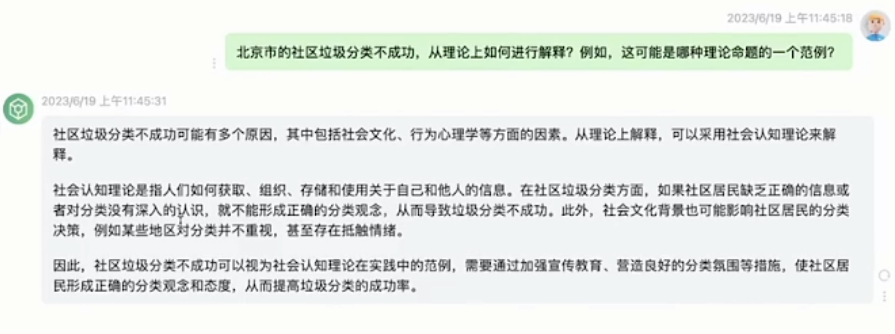 2023/6/19 上午11:45:18
北京市的社区垃圾分类不成功，从理论上如何进行解释？例如，这可能是哪种理论命题的一个范例？
2023/6/19 上午11:45:31
社区垃圾分类不成功可能有多个原因，其中包括社会文化、行为心理学等方面的因素。从理论上解释，可以采用社会认知理论来解
释。
社会认知理论是指人们如何获取、组织、存储和使用关于自己和他人的信息。在社区垃圾分类方面，如果社区居民缺乏正确的信息或
者对分类没有深入的认识，就不能形成正确的分类观念，从而导致垃圾分类不成功。此外，社会文化背景也可能影响社区居民的分类
决策，例如某些地区对分类并不重视，甚至存在抵触情绪。
因此，社区垃圾分类不成功可以视为社会认知理论在实践中的范例，需要通过加强宣传教育、营造良好的分类氛围等措施，使社区居
民形成正确的分类观念和态度，从而提高垃圾分类的成功率。